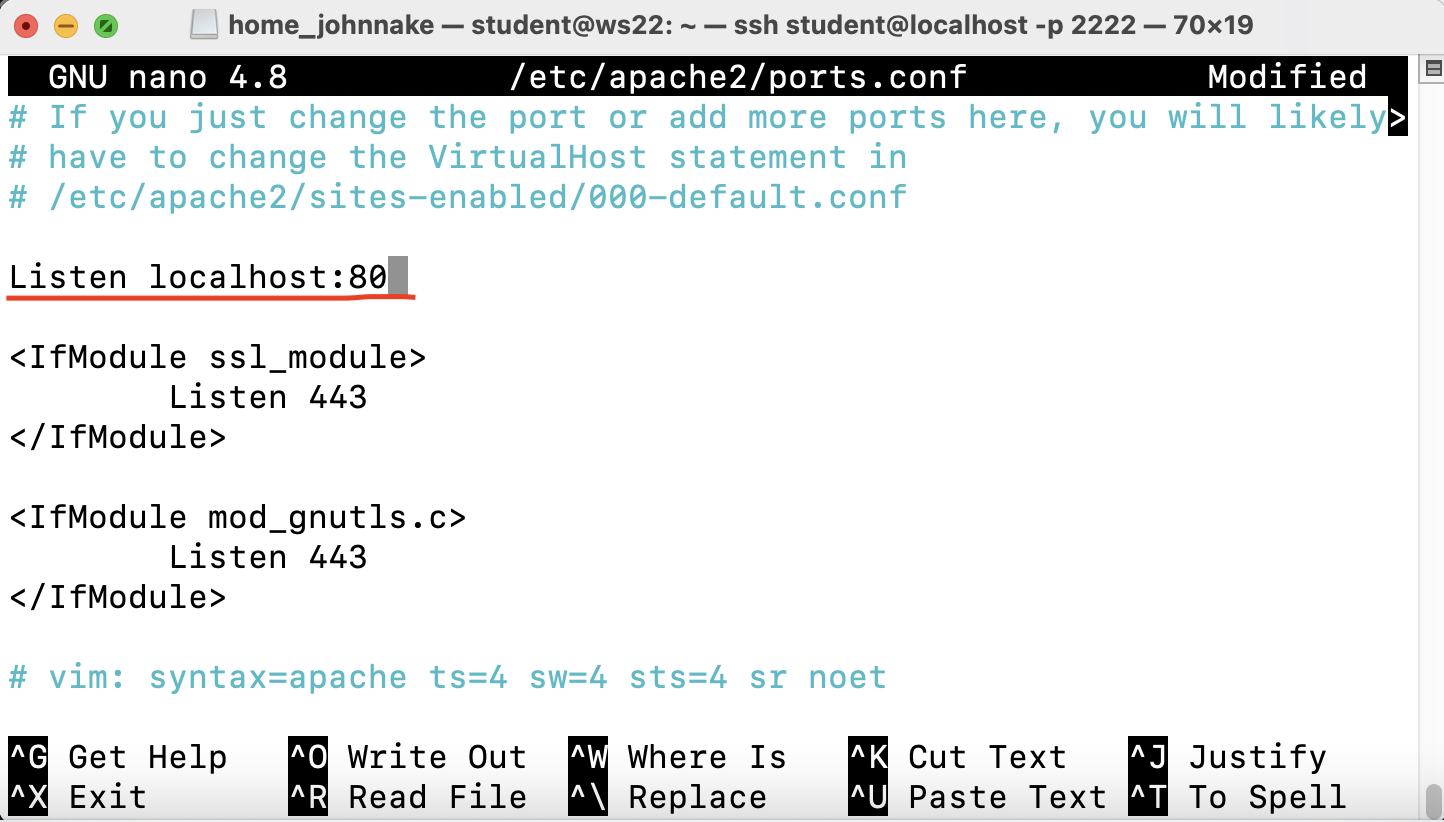 home_johnnake — student@ws22: ~ — ssh student@localhost -p 2222 — 70×19
GNU nano 4.8 /etc/apache2/ports.conf Modified
# If you just change the port or add more ports here, you will likely>
# have to change the VirtualHost statement in
# /etc/apache2/sites-enabled/000-default.conf
Listen localhost:80
<IfModule ssl_module>
Listen 443
</IfModule>
<IfModule mod_gnutls.c>
Listen 443
</IfModule>
# vim: syntax=apache ts=4 sw=4 sts=4 sr noet
^G Get Help ^O Write Out ^W Where Is ^K Cut Text ^J Justify
^X Exit ^R Read File ^\ Replace ^U Paste Text ^T To Spell